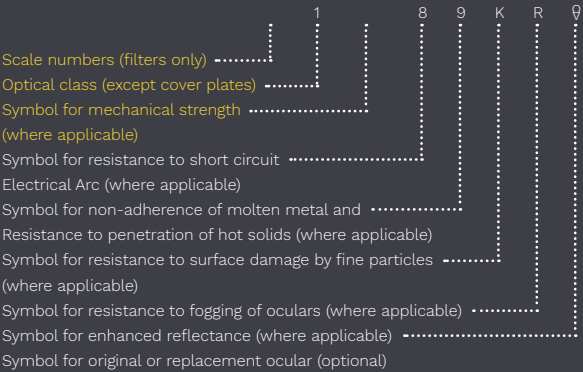 1 8 9 K R
Scale numbers (filters only)
Optical class (except cover plates)
Symbol for mechanical strength
(where applicable)
Symbol for resistance to short circuit
Electrical Arc (where applicable)
Symbol for non-adherence of molten metal and
Resistance to penetration of hot solids (where applicable)
Symbol for resistance to surface damage by fine particles
(where applicable)
Symbol for resistance to fogging of oculars (where applicable)
Symbol for enhanced reflectance (where applicable)
Symbol for original or replacement ocular (optional)